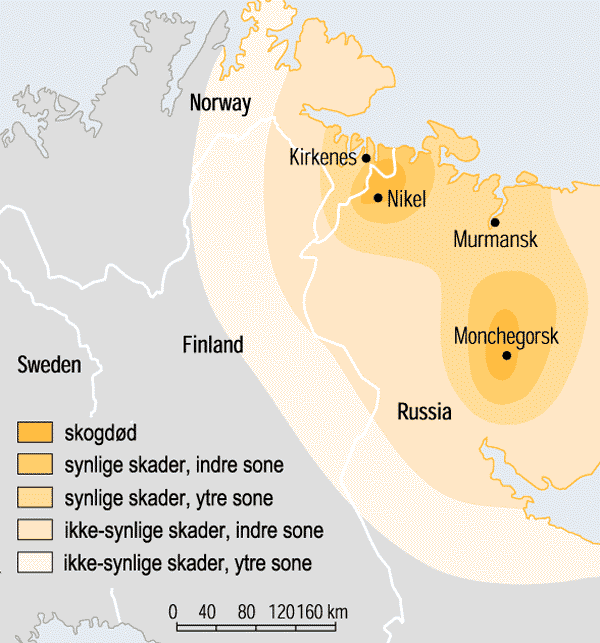 Norway
Kirkenes
Nikel
Murmansk
Monchegorsk
Finland
Sweden
Russia
skogdød
synlige skader, indre sone
synlige skader, ytre sone
ikke-synlige skader, indre sone
ikke-synlige skader, ytre sone
0 40 80 120 160 km